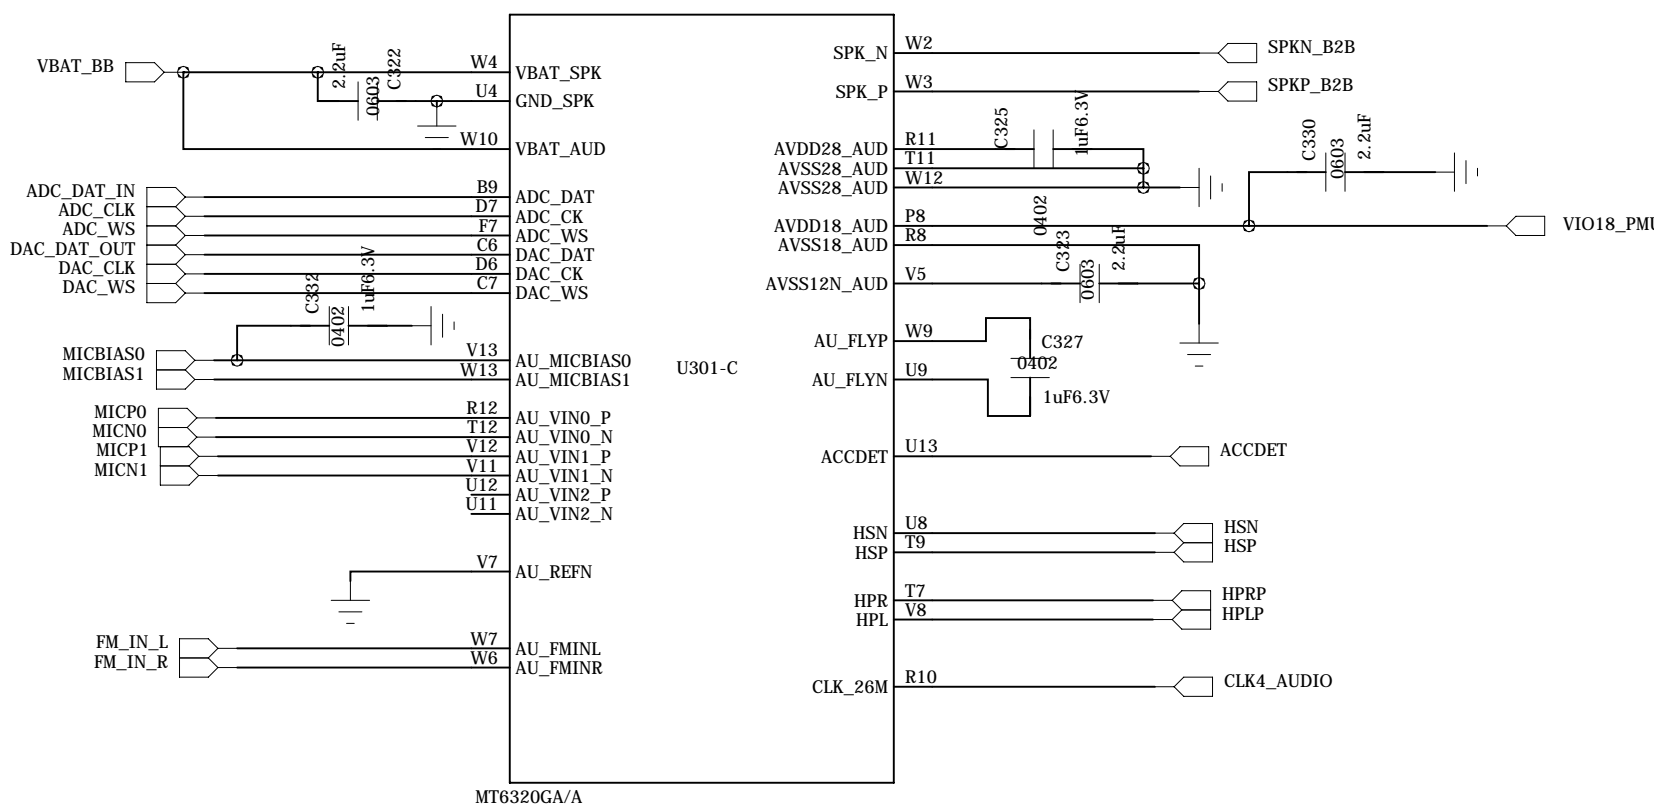 VBAT_BB
2.2uF
0603
C322
W4
VBAT_SPK
U4
GND_SPK
W10
VBAT_AUD
ADC_DAT_IN
B9
ADC_DAT
ADC_CLK
D7
ADC_CK
ADC_WS
F7
ADC_WS
DAC_DAT_OUT
C6
DAC_DAT
DAC_CLK
D6
DAC_CK
DAC_WS
C7
DAC_WS
C332
0402
1uF6.3V
MICBIAS0
V13
AU_MICBIAS0
MICBIAS1
W13
AU_MICBIAS1
MICP0
R12
AU_VIN0_P
MICN0
T12
AU_VIN0_N
MICP1
V12
AU_VIN1_P
MICN1
V11
AU_VIN1_N
U12
AU_VIN2_P
U11
AU_VIN2_N
V7
AU_REFN
FM_IN_L
W7
AU_FMINL
FM_IN_R
W6
AU_FMINR
U301-C
MT6320GA/A
SPK_N
W2
SPKN_B2B
SPK_P
W3
SPKP_B2B
C325
1uF6.3V
0402
AVDD28_AUD
R11
AVSS28_AUD
T11
AVSS28_AUD
W12
C330
0603
2.2uF
AVDD18_AUD
P8
VIO18_PMU
AVSS18_AUD
R8
C323
0603
2.2uF
AVSS12N_AUD
V5
AU_FLYP
W9
C327
0402
AU_FLYN
U9
1uF6.3V
ACCDET
U13
ACCDET
HSN
U8
HSN
HSP
T9
HSP
HPR
T7
HPRP
HPL
V8
HPLP
CLK_26M
R10
CLK4_AUDIO